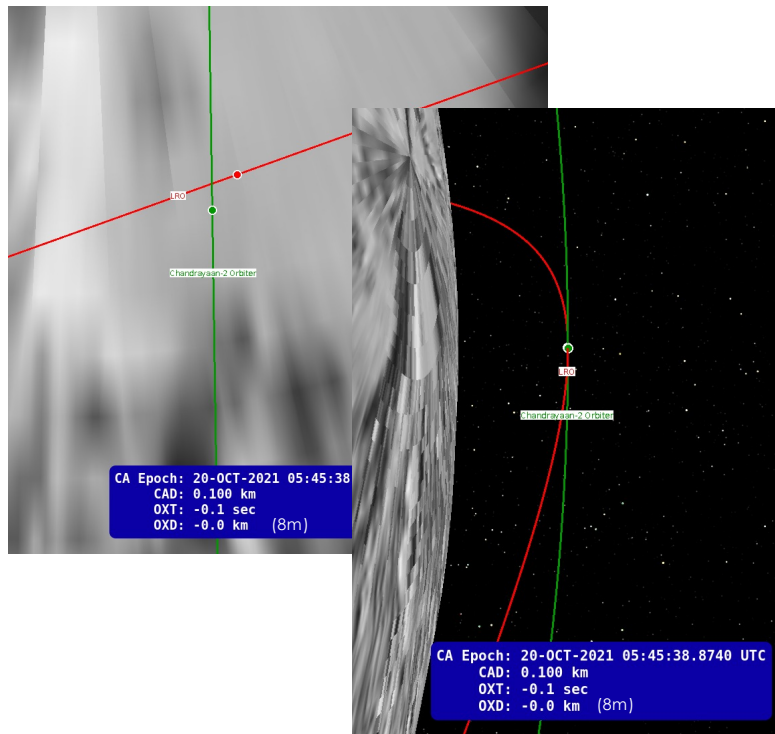 LRO
Chandrayaan-2 Orbiter
CA Epoch: 20-OCT-2021 05:45:38
CAD: 0.100 km
OXT: -0.1 sec
OXD: -0.0 km (8m)
LRO
Chandrayaan-2 Orbiter
CA Epoch: 20-OCT-2021 05:45:38.8740 UTC
CAD: 0.100 km
OXT: -0.1 sec
OXD: -0.0 km (8m)